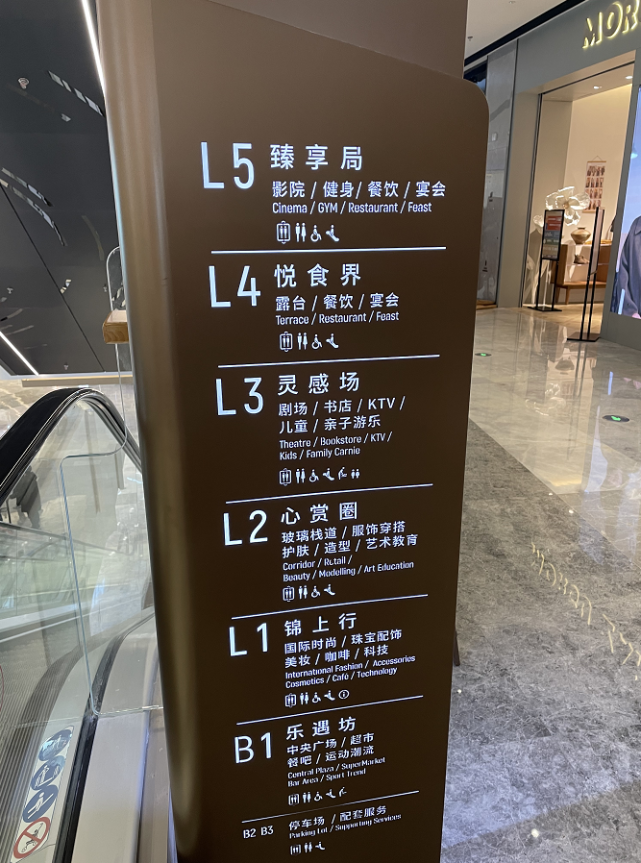 MOR
L5 臻享局
影院 / 健身 / 餐饮 / 宴会
Cinema / GYM / Restaurant / Feast
L4 悦食界
露台 / 餐饮 / 宴会
Terrace / Restaurant / Feast
L3 灵感场
剧场 / 书店 / KTV /
儿童 / 亲子游乐
Theatre / Bookstore / KTV /
Kids / Family Carnie
L2 心赏圈
玻璃栈道 / 服饰穿搭
护肤 / 造型 / 艺术教育
Corridor / Retail /
Beauty / Modelling / Art Education
L1 锦上行
国际时尚 / 珠宝配饰
美妆 / 咖啡 / 科技
International Fashion / Accessories
Cosmetics / Café / Technology
B1 乐遇坊
中央广场 / 超市
餐吧 / 运动潮流
Central Plaza / SuperMarket
Bar Area / Sport Trend
B2 B3 停车场 / 配套服务
Parking Lot / Supporting Services